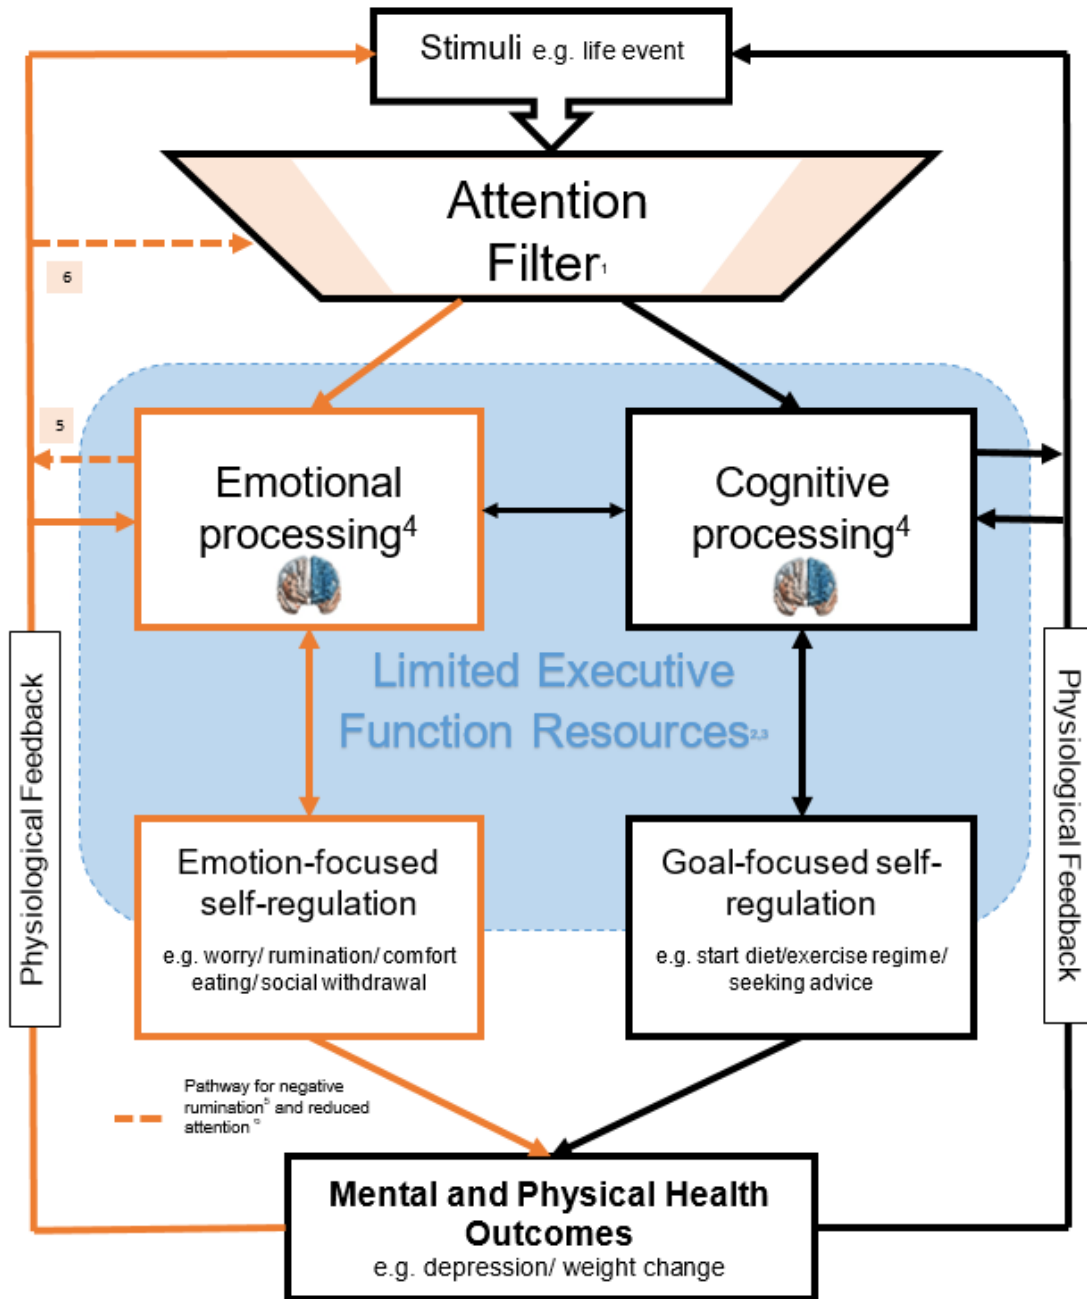 Stimuli e.g. life event
Attention
Filter1
6
5
Emotional
processing4
Cognitive
processing4
Limited Executive
Function Resources2,3
Physiological Feedback
Physiological Feedback
Emotion-focused
self-regulation
e.g. worry/ rumination/ comfort
eating/ social withdrawal
Goal-focused self-
regulation
e.g. start diet/exercise regime/
seeking advice
Pathway for negative
rumination5 and reduced
attention
Mental and Physical Health
Outcomes
e.g. depression/ weight change